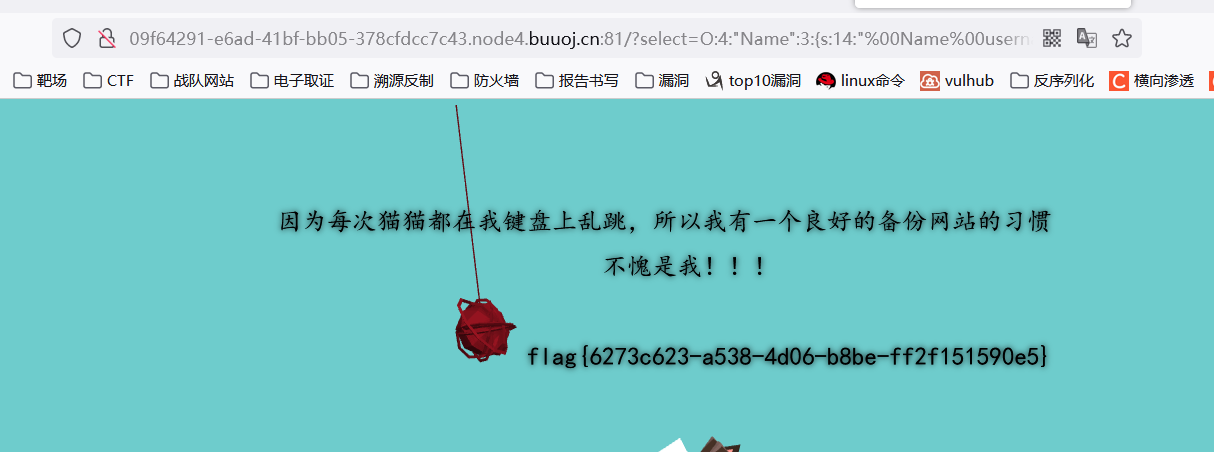 09f64291-e6ad-41bf-bb05-378cfdcc7c43.node4.buuoj.cn:81/?select=O:4:"Name":3:{s:14:"%00Name%00usern
靶场 CTF 战队网站 电子取证 溯源反制 防火墙 报告书写 漏洞 top10漏洞 linux命令 vulhub 反序列化 C 横向渗透
因为每次猫猫都在我键盘上乱跳，所以我有一个良好的备份网站的习惯
不愧是我！！！
flag{6273c623-a538-4d06-b8be-ff2f151590e5}